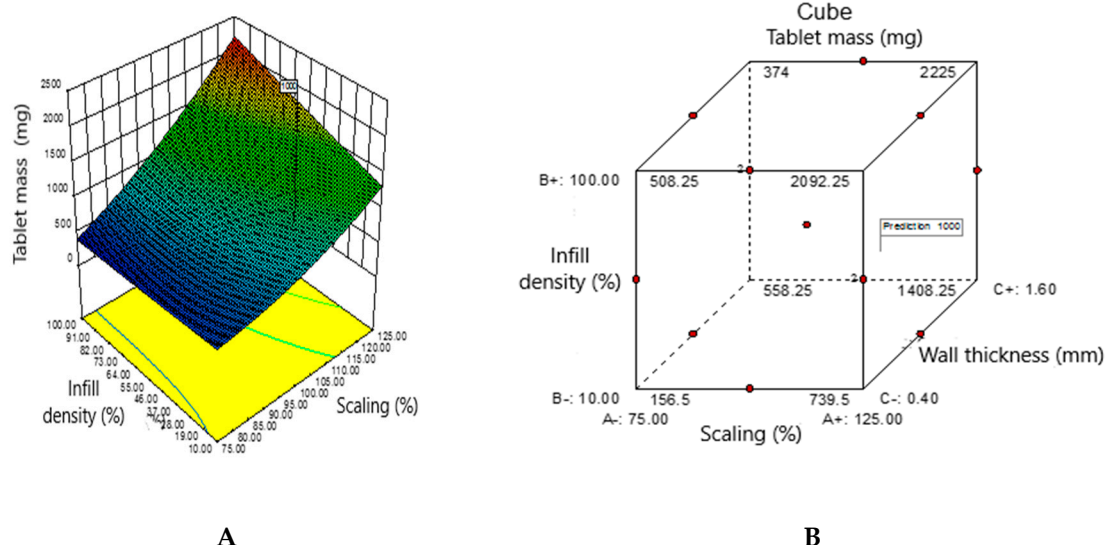 2500
2000
1500
1000
500
0
Tablet mass (mg)
1000
100.00
91.00
82.00
73.00
64.00
55.00
46.00
37.00
28.00
19.00
10.00
Infill
density (%)
125.00
120.00
115.00
110.00
105.00
100.00
95.00
90.00
85.00
80.00
75.00
Scaling (%)
A
Cube
Tablet mass (mg)
374
2225
B+: 100.00
508.25
2
2092.25
Prediction 1000
Infill
density (%)
2
558.25
1408.25
C+: 1.60
Wall thickness (mm)
B-: 10.00
156.5
739.5
C-: 0.40
A-: 75.00
A+: 125.00
Scaling (%)
B